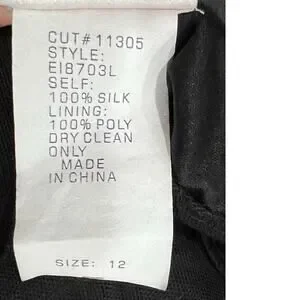 CUT# 11305
STYLE:
EI8703L
SELF:
100% SILK
LINING:
100% POLY
DRY CLEAN
ONLY
MADE
IN CHINA
SIZE: 12